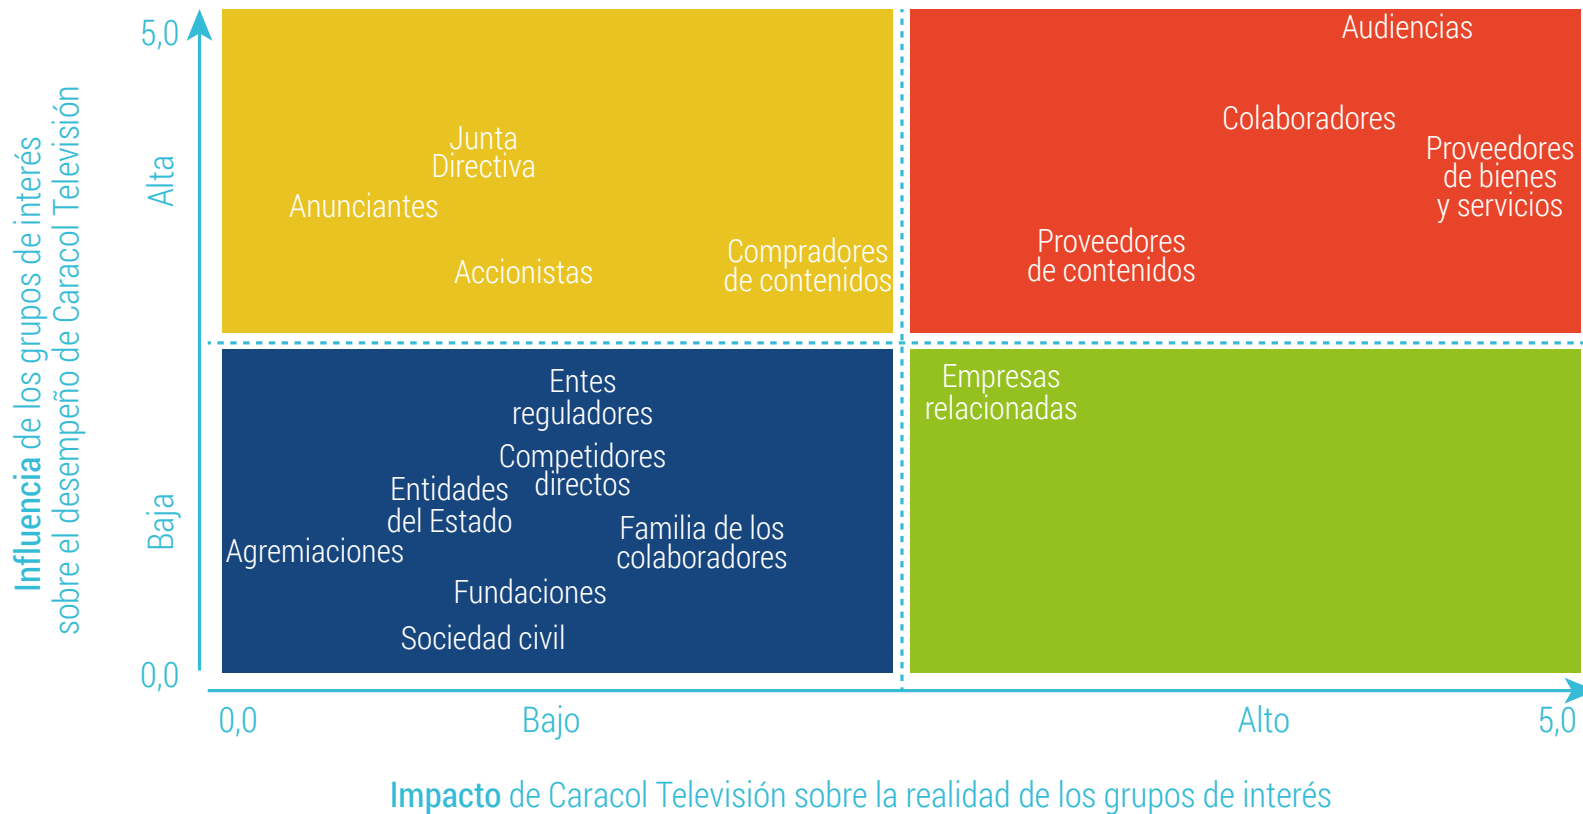 5,0
Influencia de los grupos de interés
sobre el desempeño de Caracol Televisión
Alta
Baja
0,0
Junta
Directiva
Anunciantes
Accionistas
Compradores
de contenidos
Audiencias
Colaboradores
Proveedores
de bienes
y servicios
Proveedores
de contenidos
Entes
reguladores
Competidores
directos
Entidades
del Estado
Agremiaciones
Familia de los
colaboradores
Fundaciones
Sociedad civil
Empresas
relacionadas
0,0
Bajo
Alto
5,0
Impacto de Caracol Televisión sobre la realidad de los grupos de interés